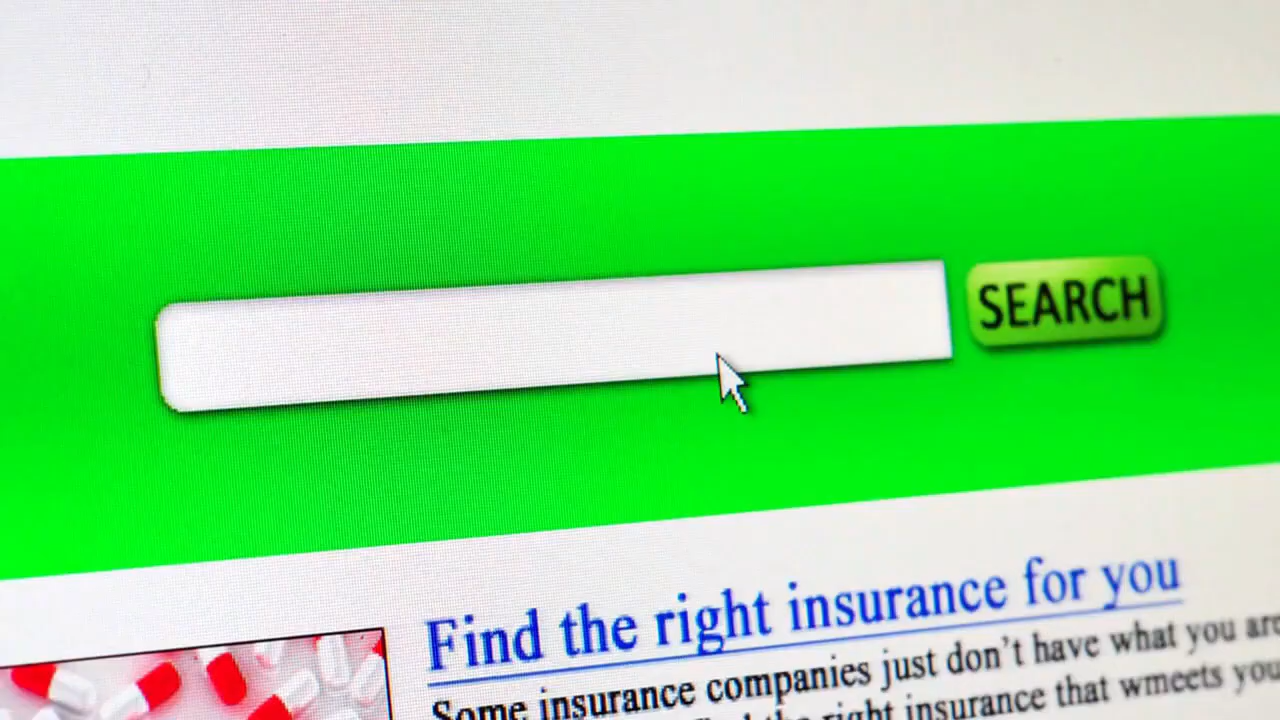 SEARCH
Find the right insurance for you
Some insurance companies just don't have what you are
the right insurance that wmeets you